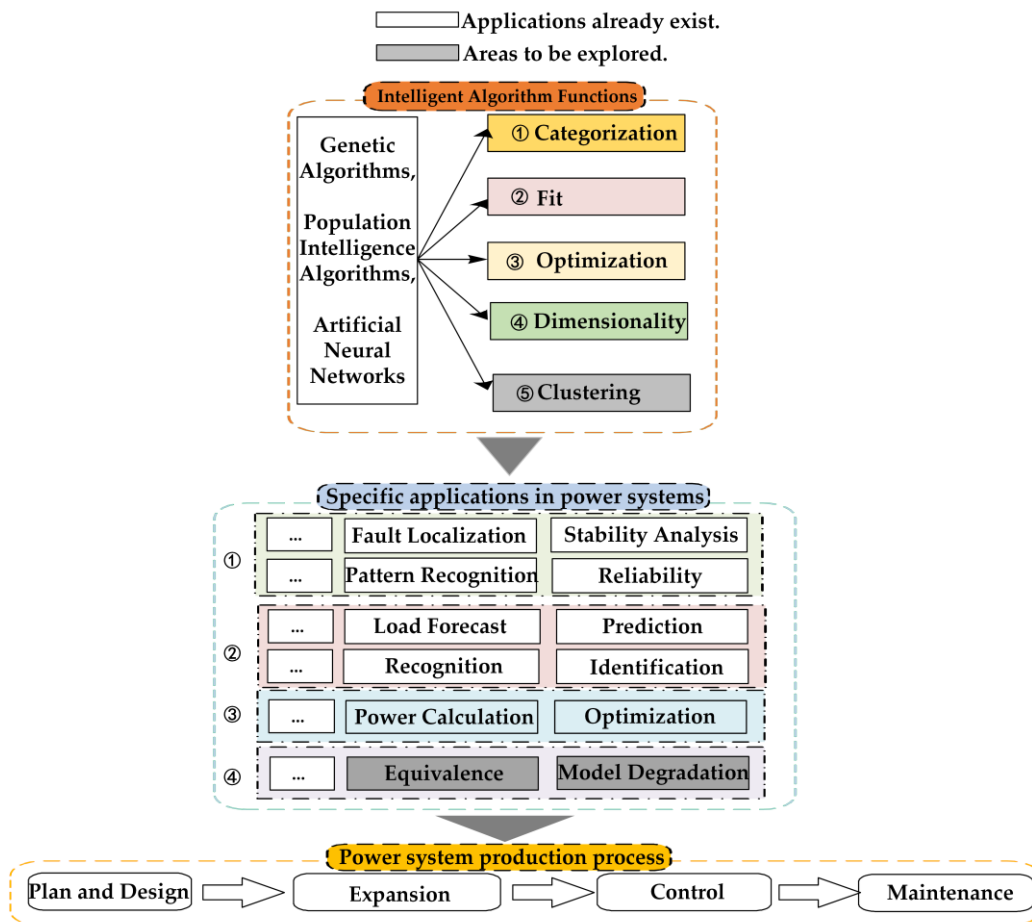 Applications already exist.
Areas to be explored.
Intelligent Algorithm Functions
Genetic
Algorithms,
Population
Intelligence
Algorithms,
Artificial
Neural
Networks
① Categorization
② Fit
③ Optimization
④ Dimensionality
⑤ Clustering
Specific applications in power systems
①
... Fault Localization Stability Analysis
... Pattern Recognition Reliability
②
... Load Forecast Prediction
... Recognition Identification
③ ... Power Calculation Optimization
④ ... Equivalence Model Degradation
Power system production process
Plan and Design Expansion Control Maintenance